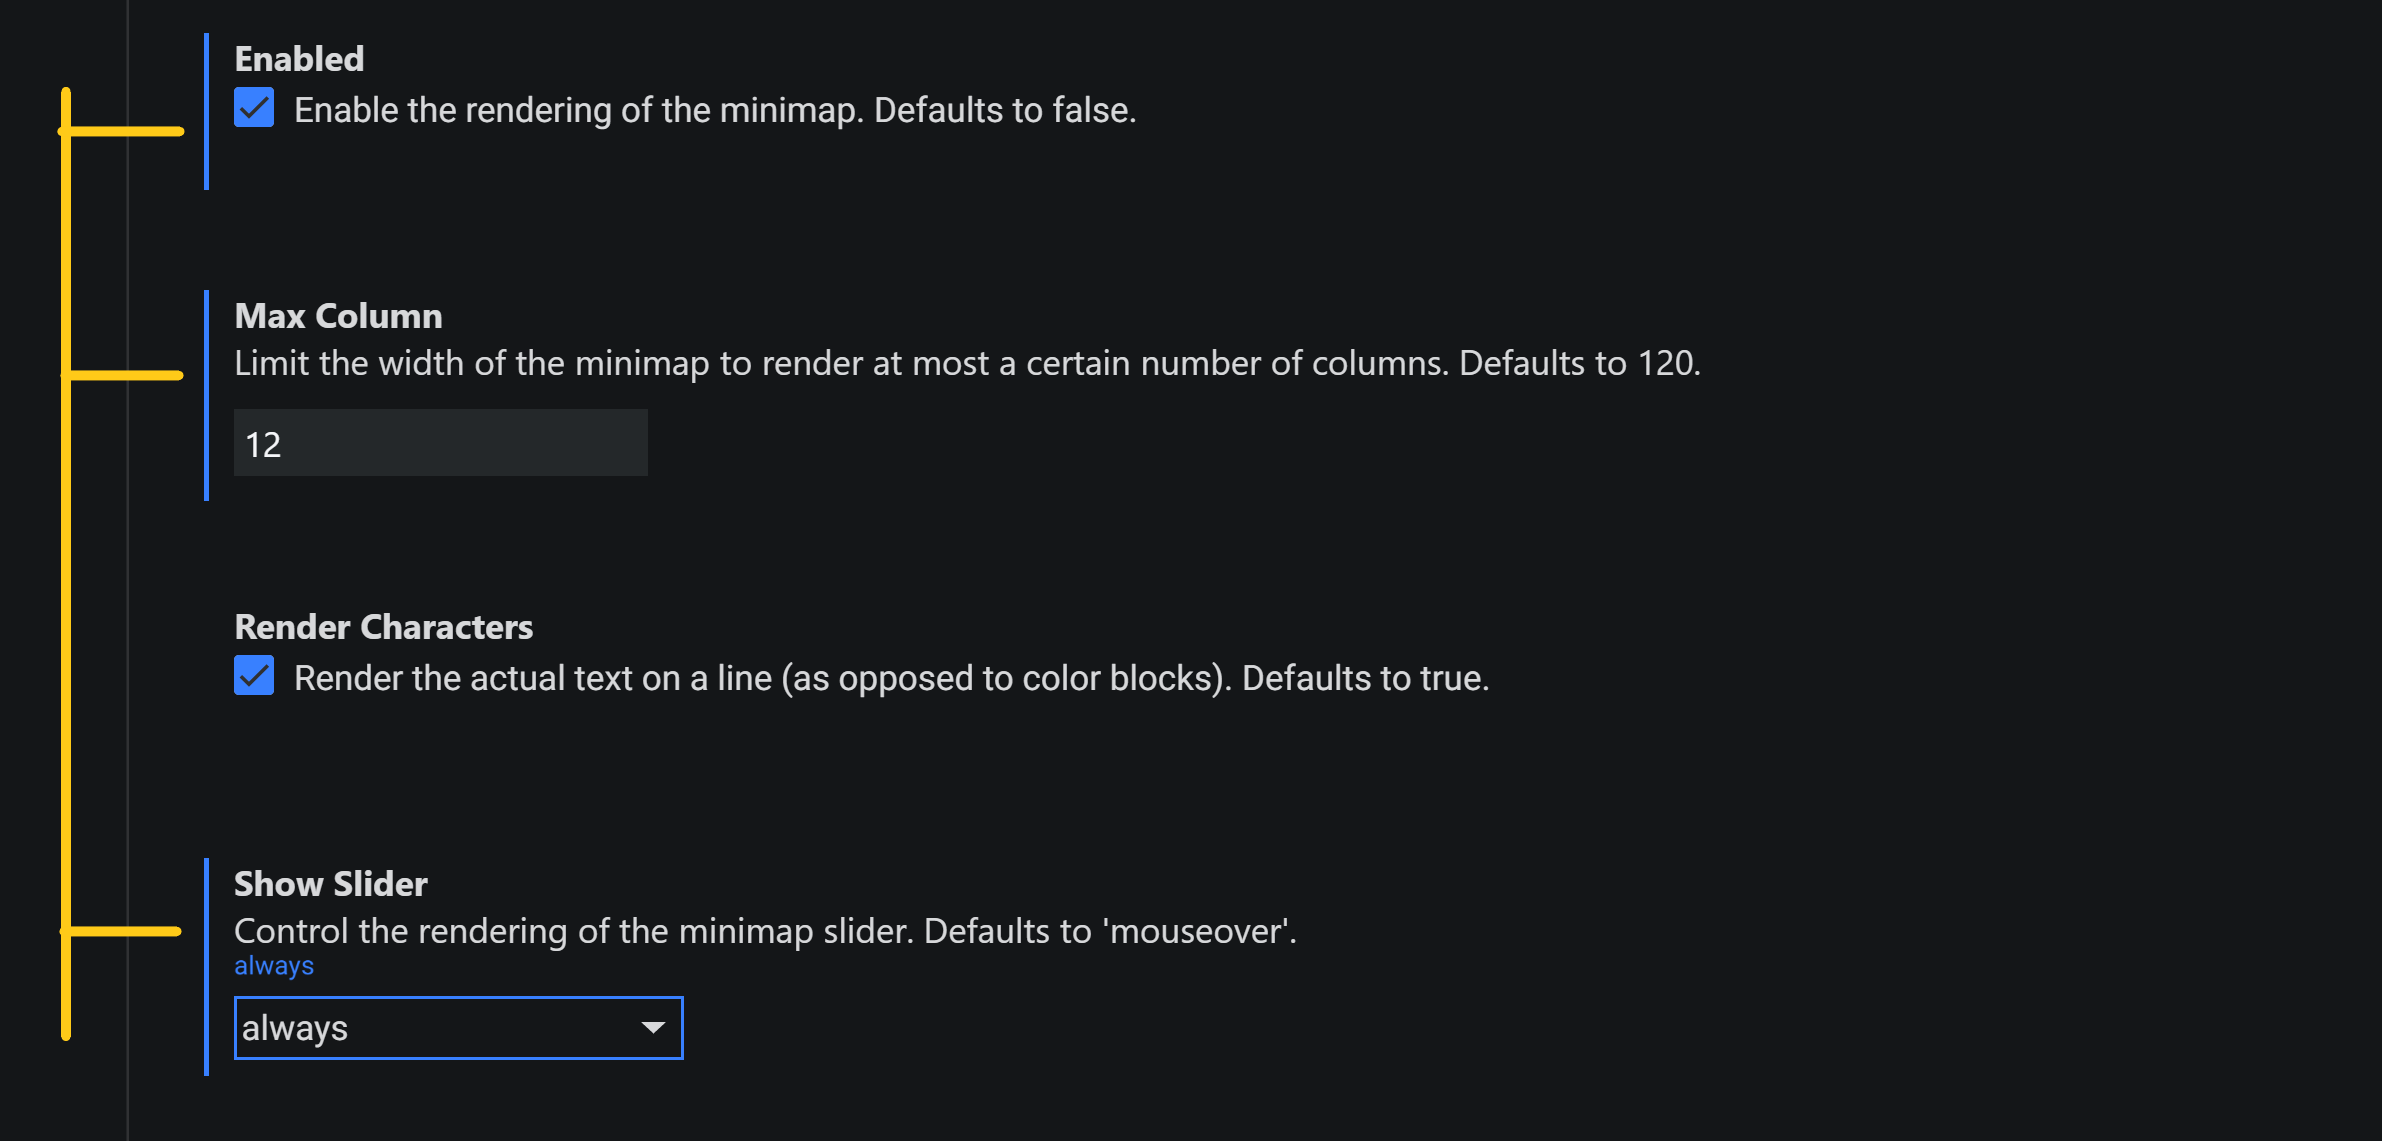 Enabled
Enable the rendering of the minimap. Defaults to false.
Max Column
Limit the width of the minimap to render at most a certain number of columns. Defaults to 120.
12
Render Characters
Render the actual text on a line (as opposed to color blocks). Defaults to true.
Show Slider
Control the rendering of the minimap slider. Defaults to 'mouseover'.
always
always